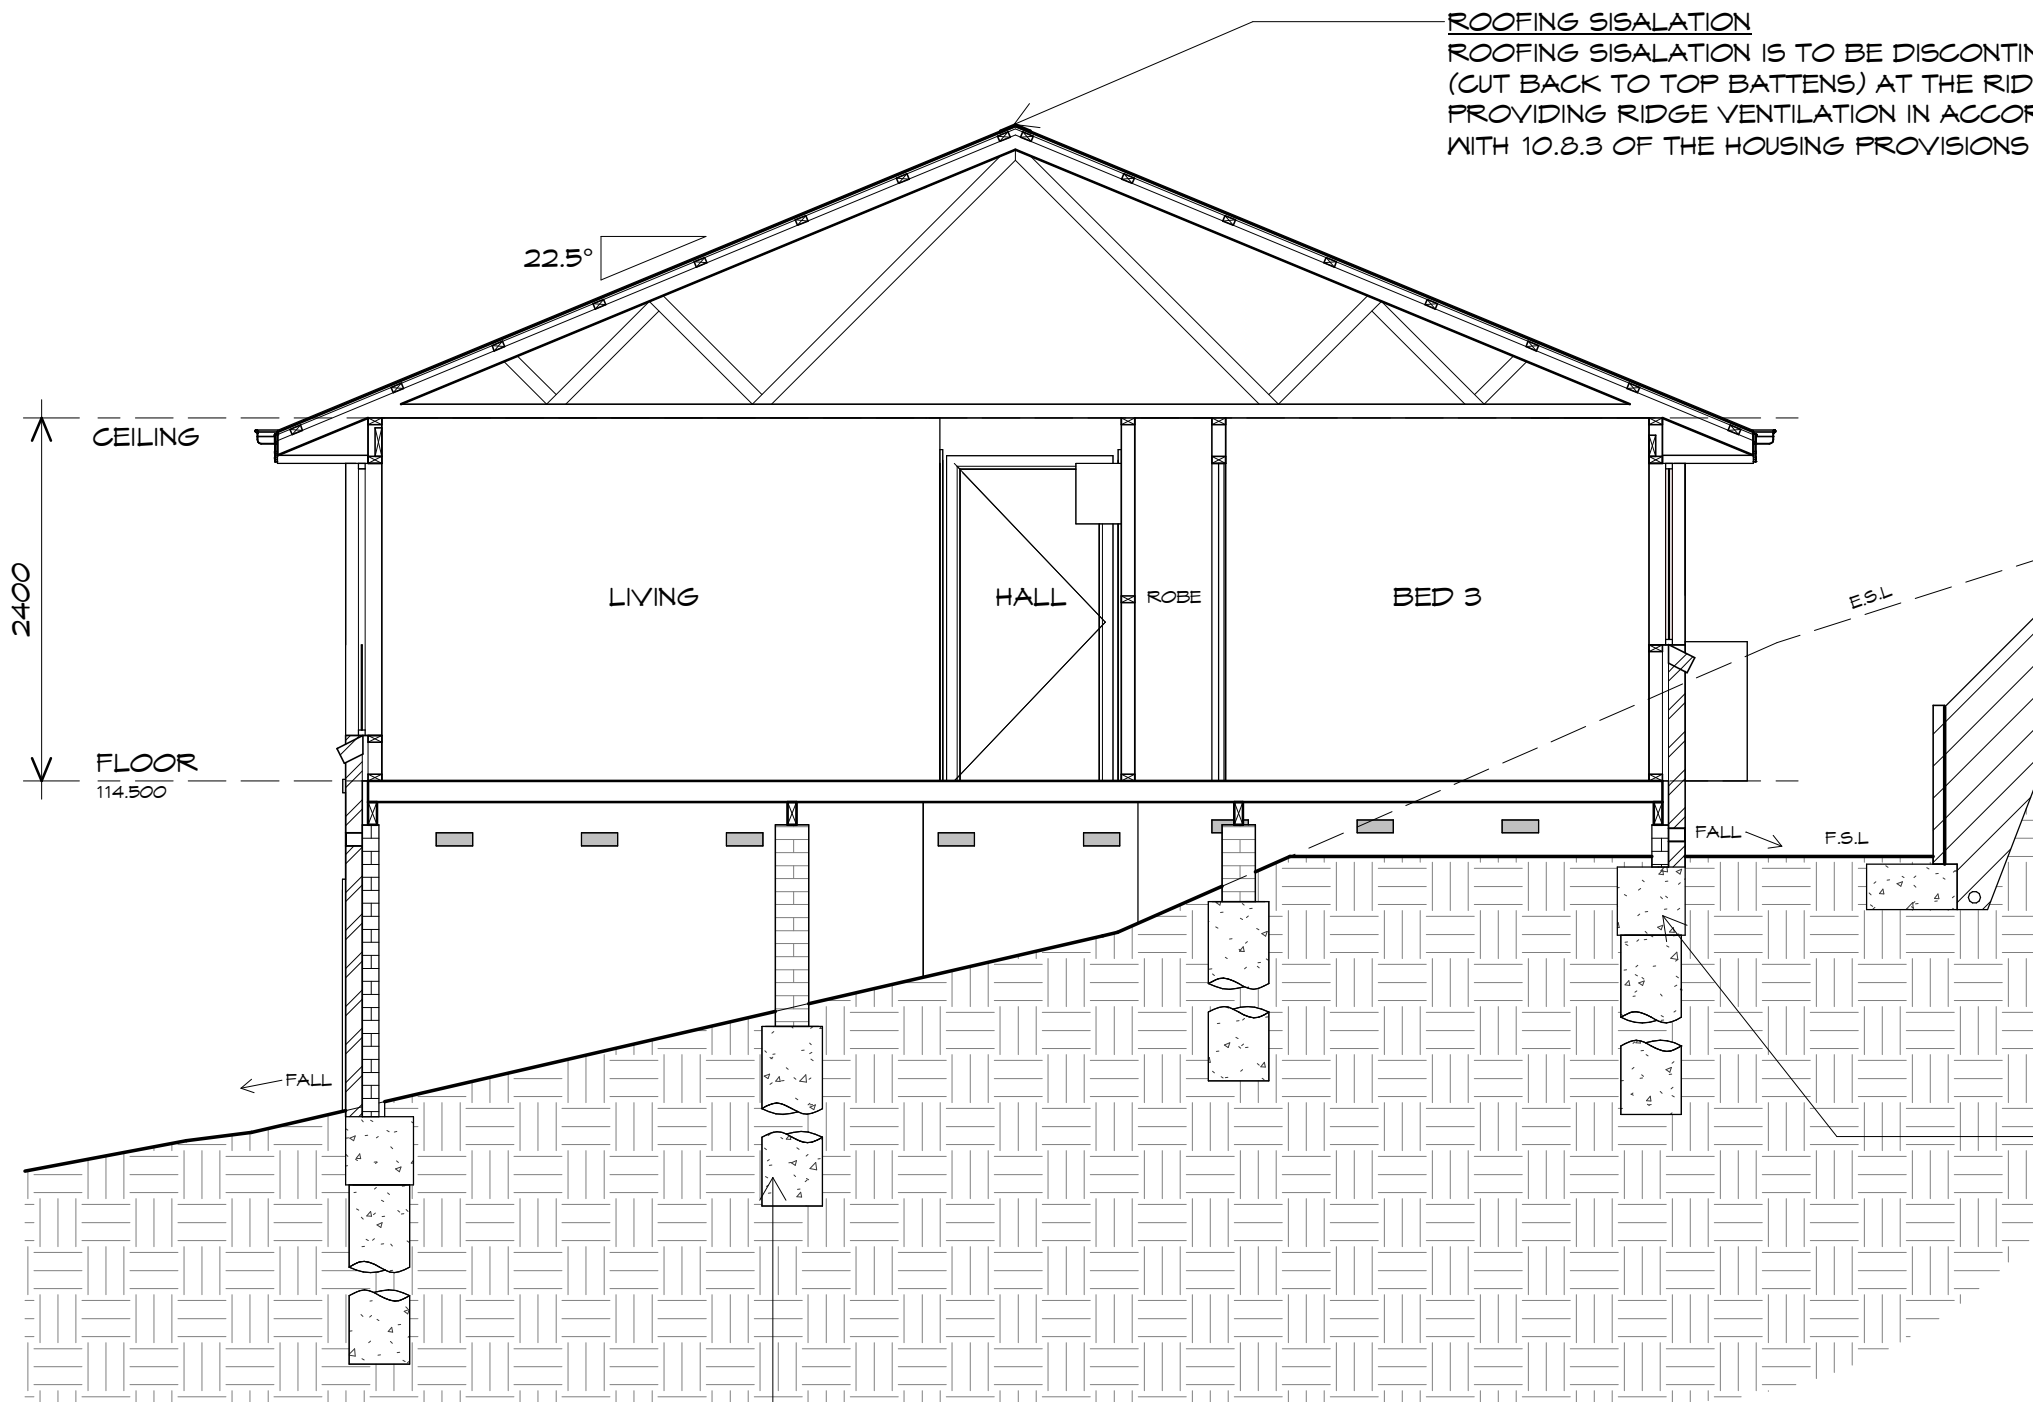 ROOFING SISALATION
ROOFING SISALATION IS TO BE DISCONTIN
(CUT BACK TO TOP BATTENS) AT THE RID
PROVIDING RIDGE VENTILATION IN ACCOR
WITH 10.8.3 OF THE HOUSING PROVISIONS
22.5°
CEILING
2400
LIVING
HALL
ROBE
BED 3
E.S.L
FLOOR
114.500
FALL
F.S.L
FALL